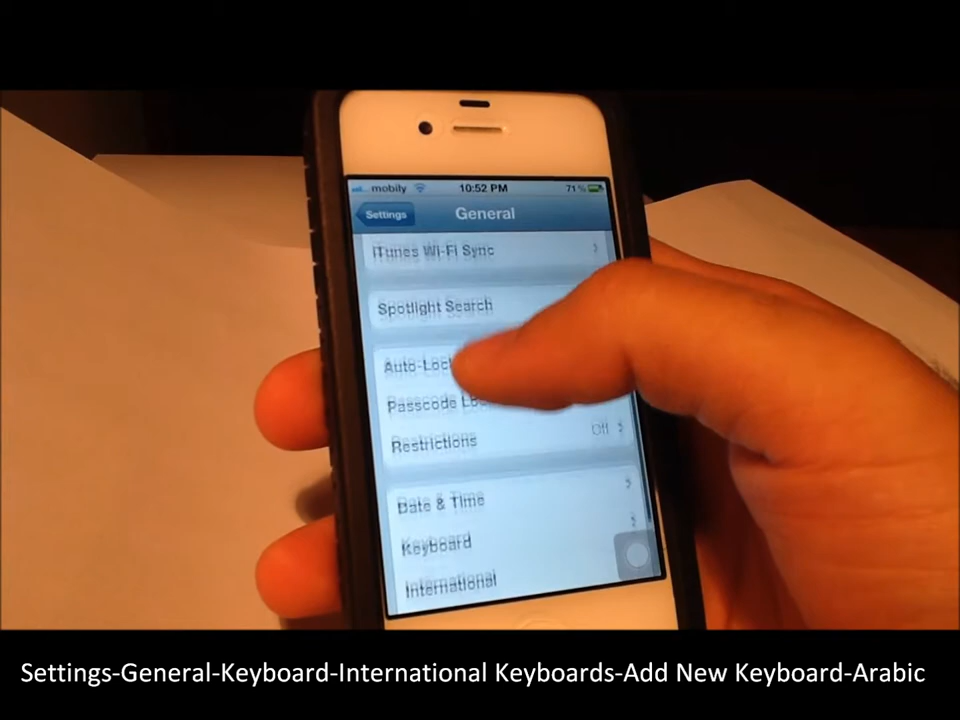 mobily 10:52 PM 71%
Settings General
iTunes Wi-Fi Sync
Spotlight Search
Auto-Lock
Passcode
Restrictions Off
Date & Time
Keyboard
International
Settings-General-Keyboard-International Keyboards-Add New Keyboard-Arabic